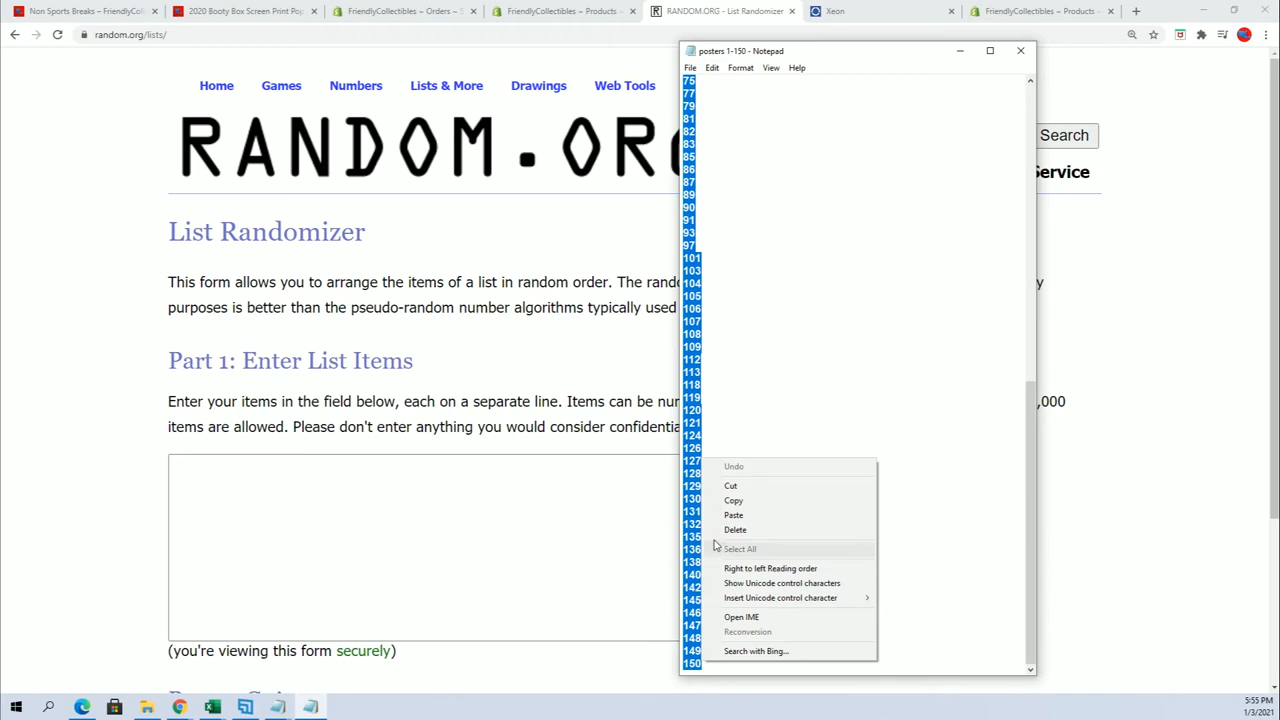 Non Sports Breaks – FriendlyCol
2020 Booty Box Screen Print Pop
FriendlyCollectibles ~ Orders ~ S
FriendlyCollectibles ~ Products ~
RANDOM.ORG - List Randomizer
Xeon
FriendlyCollectibles ~ Products ~
random.org/lists/
Home
Games
Numbers
Lists & More
Drawings
Web Tools
RANDOM.ORG
Search
Service
List Randomizer
This form allows you to arrange the items of a list in random order. The rand
purposes is better than the pseudo-random number algorithms typically used
Part 1: Enter List Items
Enter your items in the field below, each on a separate line. Items can be nu
,000
items are allowed. Please don't enter anything you would consider confidentia
(you're viewing this form securely)
posters 1-150 - Notepad
File
Edit
Format
View
Help
75
77
79
81
82
83
85
86
87
89
90
91
93
97
101
103
104
105
106
107
108
109
112
113
118
119
120
121
124
126
127
128
129
130
131
132
135
136
138
140
142
145
146
147
148
149
150
Undo
Cut
Copy
Paste
Delete
Select All
Right to left Reading order
Show Unicode control characters
Insert Unicode control character
Open IME
Reconversion
Search with Bing...
5:55 PM
1/3/2021